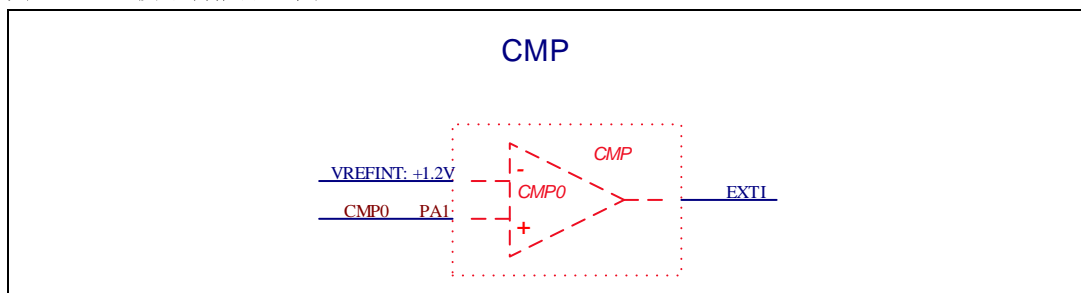 CMP
CMP
VREFINT: +1.2V
-
CMP0
EXTI
CMP0 PA1
+